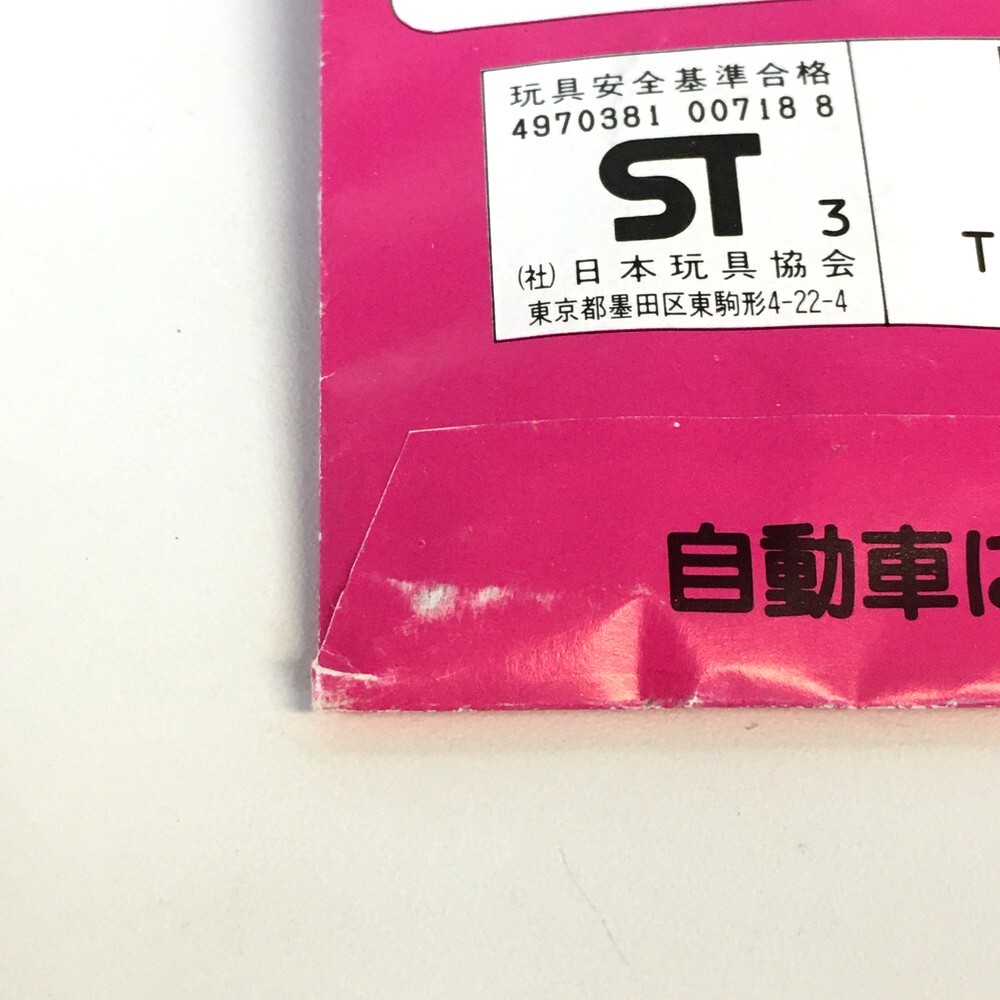 玩具安全基準合格
4970381 00718 8
ST 3
(社)日本玩具協会
東京都墨田区東駒形4-22-4
T
自動車に